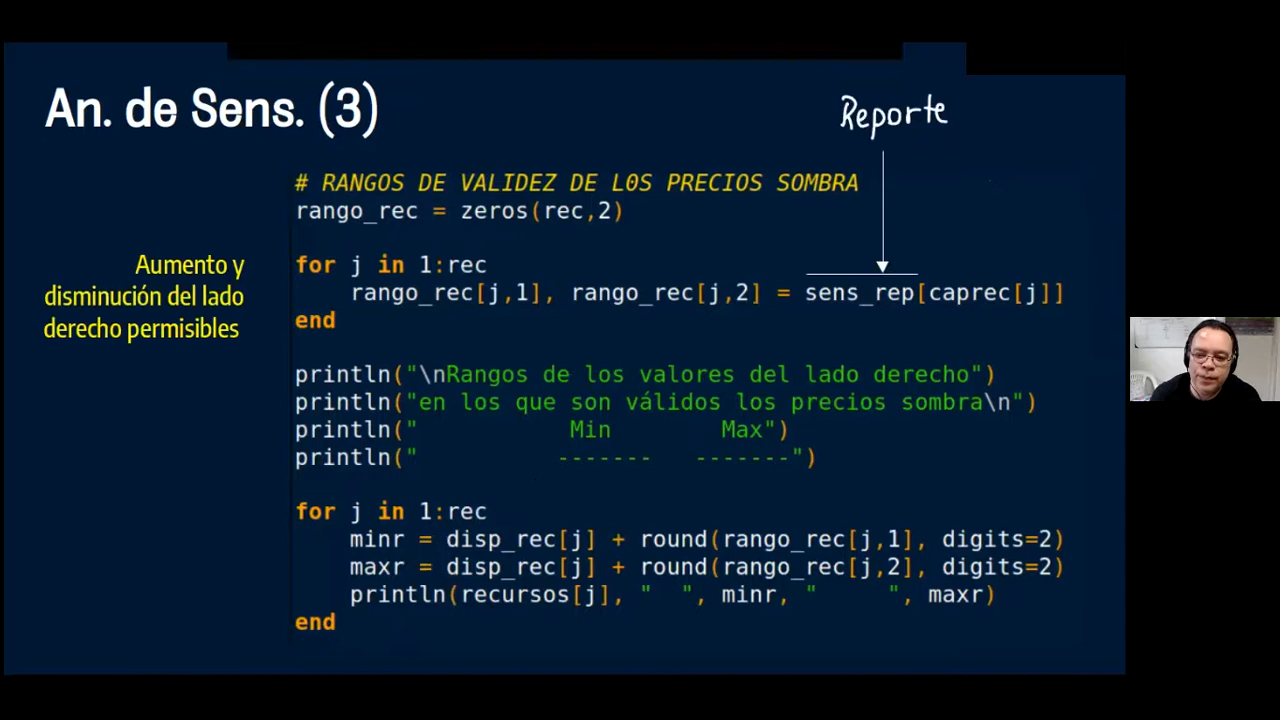 An. de Sens. (3)
Reporte
# RANGOS DE VALIDEZ DE L0S PRECIOS SOMBRA
rango_rec = zeros(rec,2)
Aumento y
disminución del lado
derecho permisibles
for j in 1:rec
    rango_rec[j,1], rango_rec[j,2] = sens_rep[caprec[j]]
end
println("\nRangos de los valores del lado derecho")
println("en los que son válidos los precios sombra\n")
println("           Min        Max")
println("          -------   -------")
for j in 1:rec
    minr = disp_rec[j] + round(rango_rec[j,1], digits=2)
    maxr = disp_rec[j] + round(rango_rec[j,2], digits=2)
    println(recursos[j], "  ", minr, "     ", maxr)
end